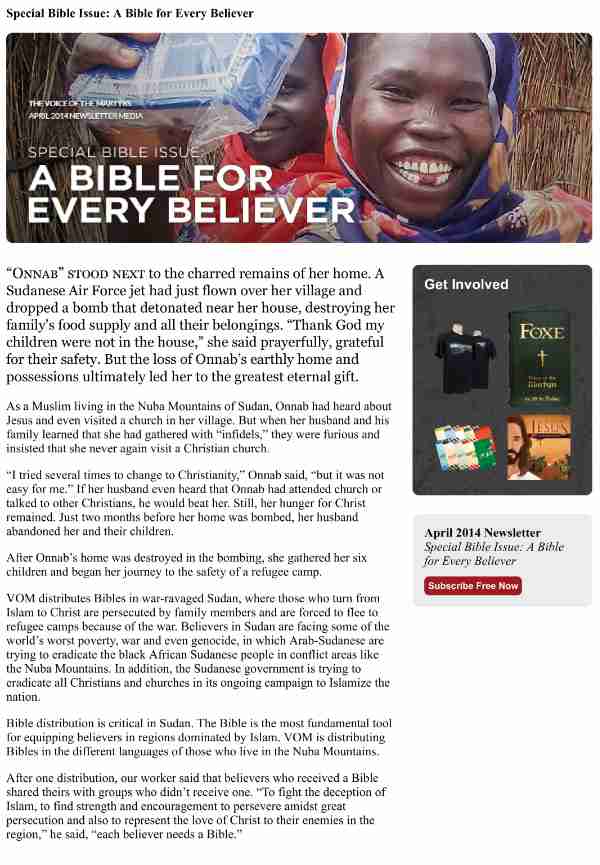 Special Bible Issue: A Bible for Every Believer
THE VOICE OF THE MARTYRS
APRIL 2014 NEWSLETTER MEDIA
SPECIAL BIBLE ISSUE:
A BIBLE FOR
EVERY BELIEVER
“ONNAB” STOOD NEXT to the charred remains of her home. A
Sudanese Air Force jet had just flown over her village and
dropped a bomb that detonated near her house, destroying her
family’s food supply and all their belongings. “Thank God my
children were not in the house,” she said prayerfully, grateful
for their safety. But the loss of Onnab’s earthly home and
possessions ultimately led her to the greatest eternal gift.
As a Muslim living in the Nuba Mountains of Sudan, Onnab had heard about
Jesus and even visited a church in her village. But when her husband and his
family learned that she had gathered with “infidels,” they were furious and
insisted that she never again visit a Christian church.
“I tried several times to change to Christianity,” Onnab said, “but it was not
easy for me.” If her husband even heard that Onnab had attended church or
talked to other Christians, he would beat her. Still, her hunger for Christ
remained. Just two months before her home was bombed, her husband
abandoned her and their children.
After Onnab’s home was destroyed in the bombing, she gathered her six
children and began her journey to the safety of a refugee camp.
VOM distributes Bibles in war-ravaged Sudan, where those who turn from
Islam to Christ are persecuted by family members and are forced to flee to
refugee camps because of the war. Believers in Sudan are facing some of the
world’s worst poverty, war and even genocide, in which Arab-Sudanese are
trying to eradicate the black African Sudanese people in conflict areas like
the Nuba Mountains. In addition, the Sudanese government is trying to
eradicate all Christians and churches in its ongoing campaign to Islamize the
nation.
Bible distribution is critical in Sudan. The Bible is the most fundamental tool
for equipping believers in regions dominated by Islam. VOM is distributing
Bibles in the different languages of those who live in the Nuba Mountains.
After one distribution, our worker said that believers who received a Bible
shared theirs with groups who didn’t receive one. “To fight the deception of
Islam, to find strength and encouragement to persevere amidst great
persecution and also to represent the love of Christ to their enemies in the
region,” he said, “each believer needs a Bible.”
Get Involved
FOXE
Martyrs
JESUS
April 2014 Newsletter
Special Bible Issue: A Bible
for Every Believer
Subscribe Free Now